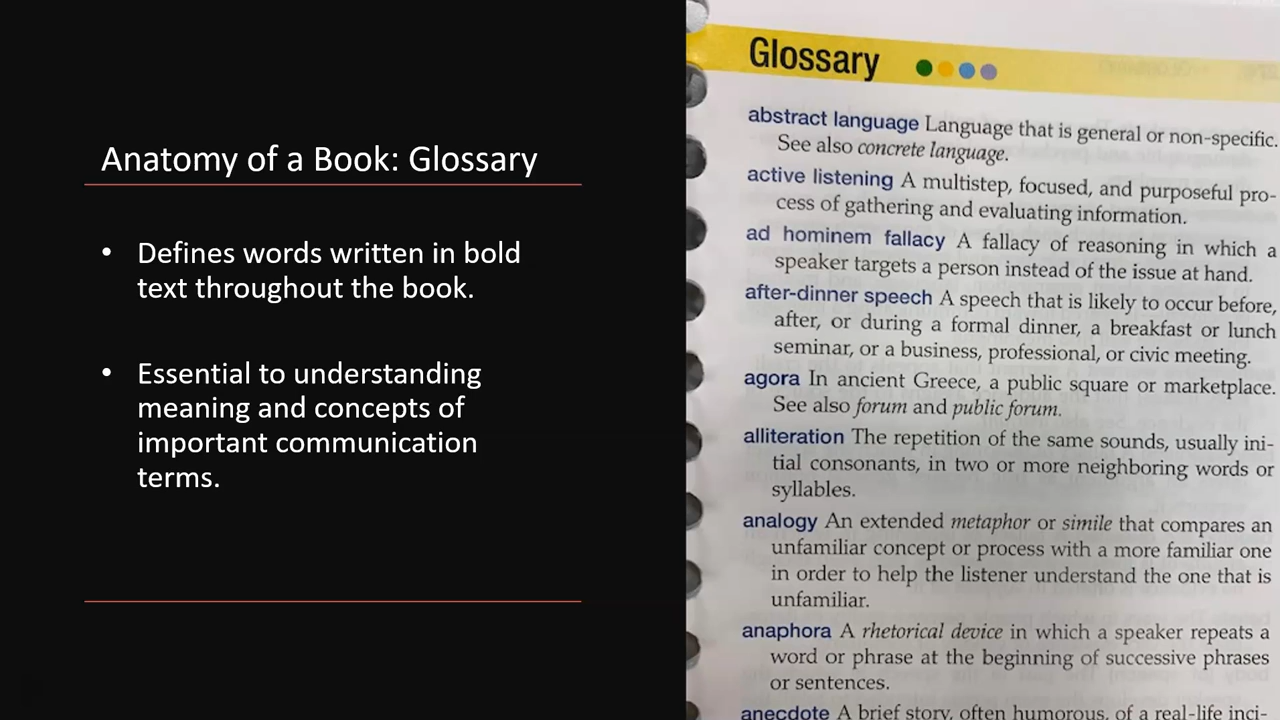 Anatomy of a Book: Glossary
• Defines words written in bold
text throughout the book.
• Essential to understanding
meaning and concepts of
important communication
terms.
Glossary
abstract language Language that is general or non-specific.
See also concrete language.
active listening A multistep, focused, and purposeful pro-
cess of gathering and evaluating information.
ad hominem fallacy A fallacy of reasoning in which a
speaker targets a person instead of the issue at hand.
after-dinner speech A speech that is likely to occur before,
after, or during a formal dinner, a breakfast or lunch
seminar, or a business, professional, or civic meeting.
agora In ancient Greece, a public square or marketplace.
See also forum and public forum.
alliteration The repetition of the same sounds, usually ini-
tial consonants, in two or more neighboring words or
syllables.
analogy An extended metaphor or simile that compares an
unfamiliar concept or process with a more familiar one
in order to help the listener understand the one that is
unfamiliar.
anaphora A rhetorical device in which a speaker repeats a
word or phrase at the beginning of successive phrases
or sentences.
anecdote A brief story, often humorous, of a real-life inci-